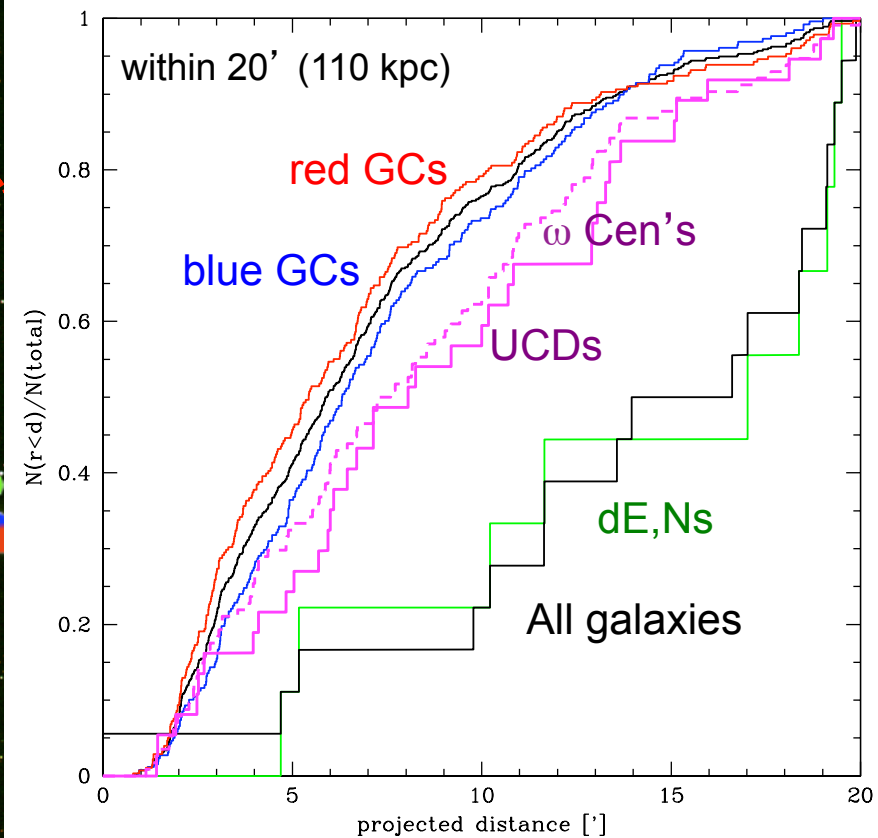 1
within 20’ (110 kpc)
red GCs
0.8
ω Cen’s
blue GCs
0.6
UCDs
N(r<d)/N(total)
0.4
dE,Ns
0.2
All galaxies
0
0 5 10 15 20
projected distance [']